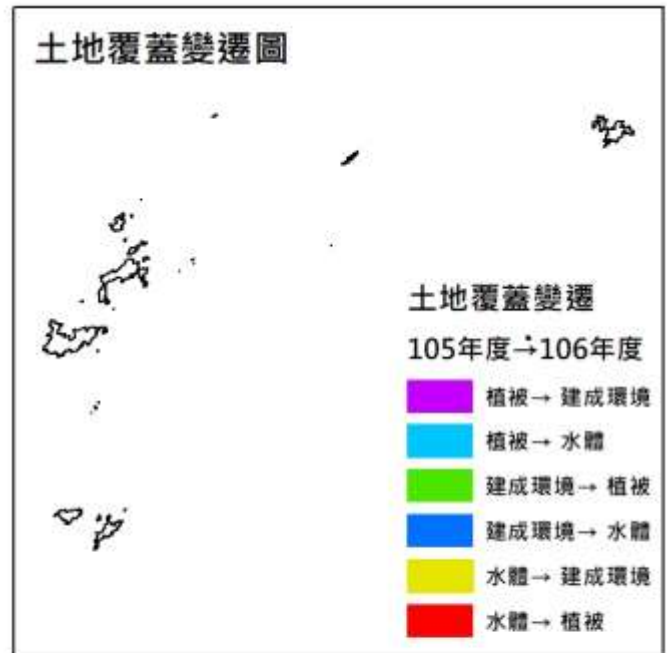 土地覆蓋變遷圖
土地覆蓋變遷
105年度→106年度
植被→ 建成環境
植被→ 水體
建成環境→ 植被
建成環境→ 水體
水體→ 建成環境
水體→ 植被